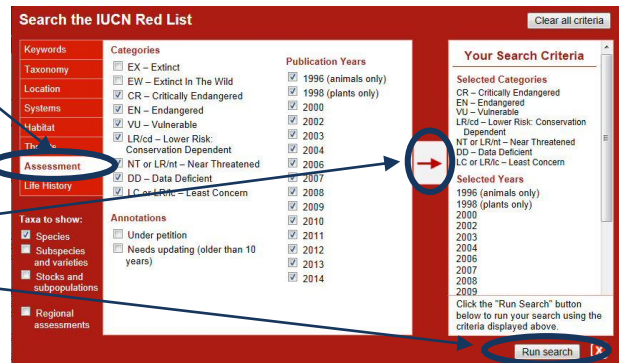 Search the IUCN Red List
Clear all criteria
Keywords
Taxonomy
Location
Systems
Habitat
Assessment
Life History
Taxa to show:
Species
Subspecies
and varieties
Stocks and
subpopulations
Regional
assessments
Categories
EX – Extinct
EW – Extinct In The Wild
CR – Critically Endangered
EN – Endangered
VU – Vulnerable
LR/cd – Lower Risk:
Conservation Dependent
NT or LR/nt – Near Threatened
DD – Data Deficient
LC or LR/lc – Least Concern
Annotations
Under petition
Needs updating (older than 10
years)
Publication Years
1996 (animals only)
1998 (plants only)
2000
2002
2003
2004
2006
2007
2008
2009
2010
2011
2012
2013
2014
Your Search Criteria
Selected Categories
CR – Critically Endangered
EN – Endangered
VU – Vulnerable
LR/cd – Lower Risk: Conservation
Dependent
NT or LR/nt – Near Threatened
DD – Data Deficient
LC or LR/lc – Least Concern
Selected Years
1996 (animals only)
1998 (plants only)
2000
2002
2003
2004
2006
2007
2008
2009
Click the "Run Search" button
below to run your search using the
criteria displayed above.
Run search
[x]